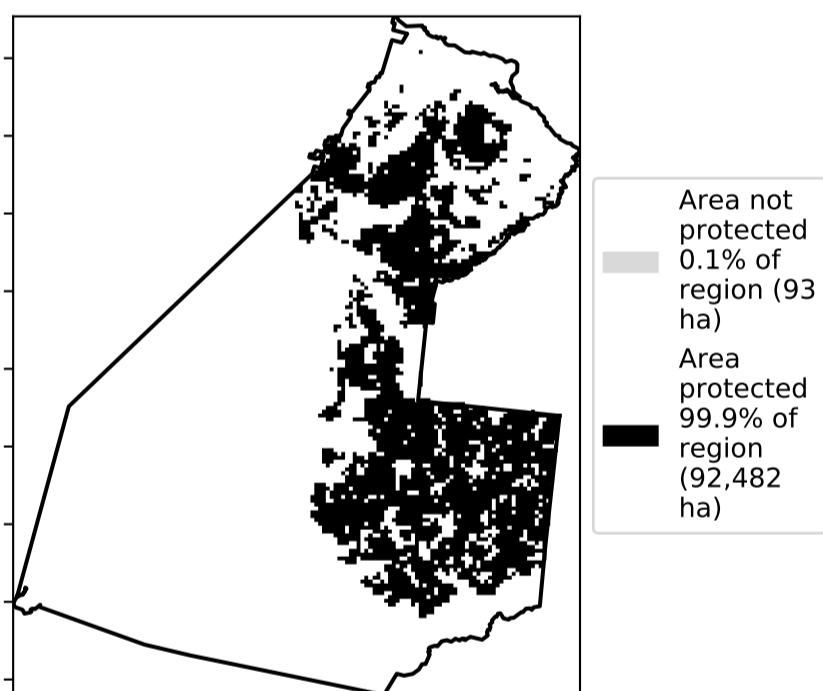 Area not
protected
0.1% of
region (93
ha)
Area
protected
99.9% of
region
(92,482
ha)